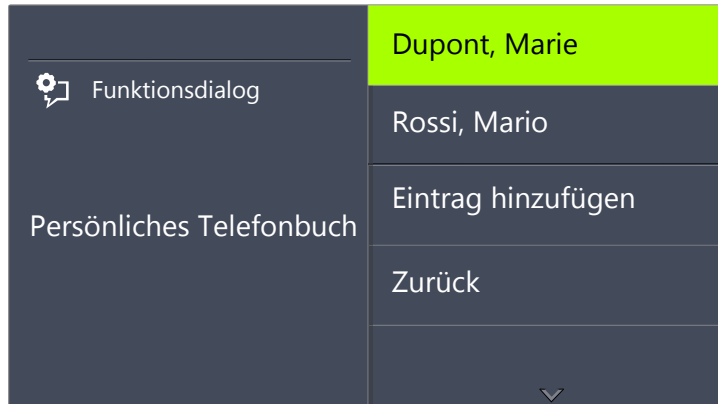 Funktionsdialog
Persönliches Telefonbuch
Dupont, Marie
Rossi, Mario
Eintrag hinzufügen
Zurück